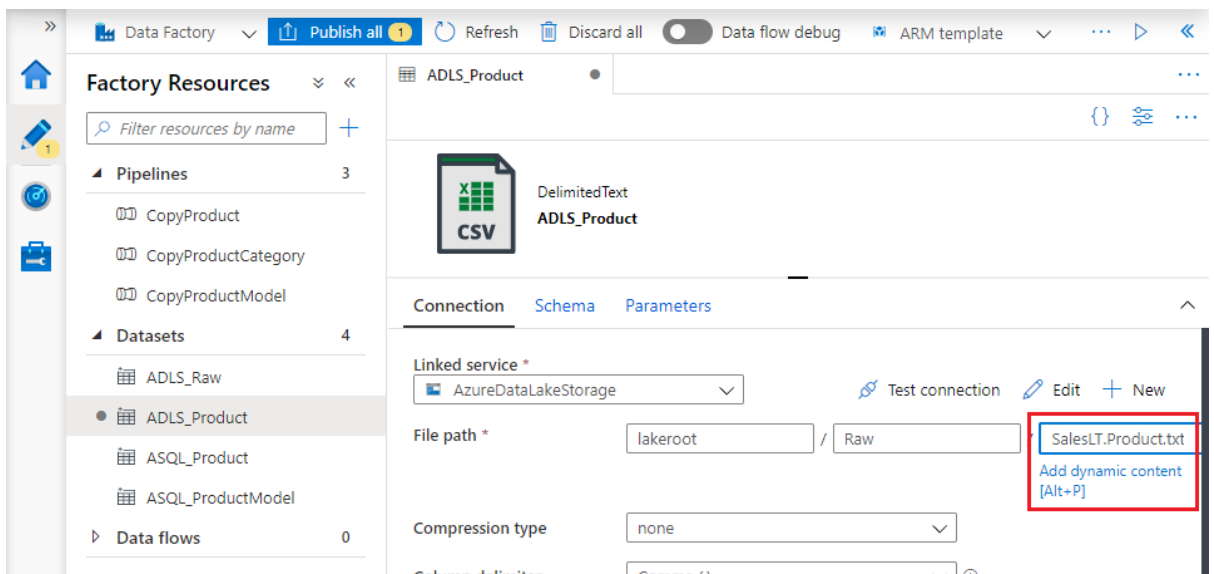 Data Factory
Publish all 1
Refresh
Discard all
Data flow debug
ARM template
ADLS_Product
Factory Resources
Filter resources by name
1
Pipelines 3
CopyProduct
CopyProductCategory
CopyProductModel
Datasets 4
ADLS_Raw
ADLS_Product
ASQL_Product
ASQL_ProductModel
Data flows 0
{}
X
CSV
DelimitedText
ADLS_Product
Connection Schema Parameters
Linked service *
AzureDataLakeStorage
Test connection Edit New
File path * lakeroot / Raw / SalesLT.Product.txt
Add dynamic content
[Alt+P]
Compression type none
Column delimiter